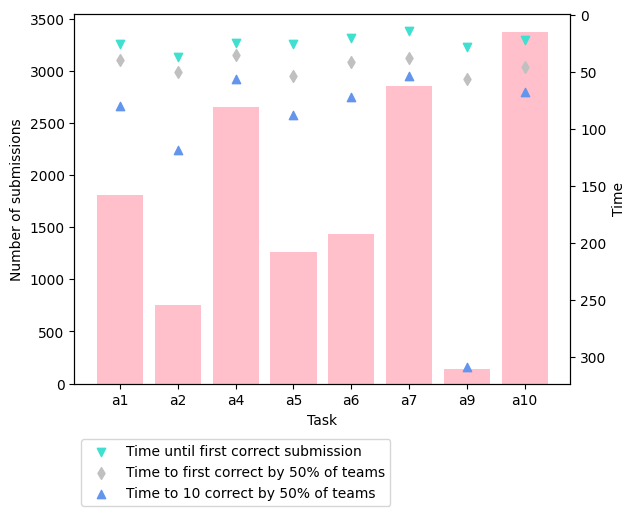 3500
3000
2500
2000
1500
1000
500
0
Number of submissions
0
50
100
150
200
250
300
Time
a1 a2 a4 a5 a6 a7 a9 a10
Task
Time until first correct submission
Time to first correct by 50% of teams
Time to 10 correct by 50% of teams